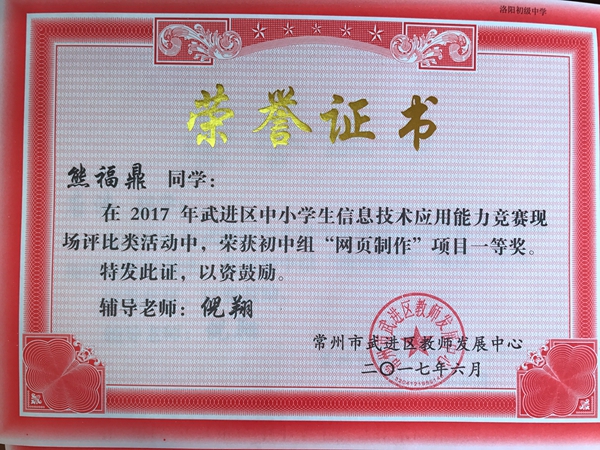 洛阳初级中学
荣誉证书
熊福鼎 同学：
在 2017 年武进区中小学生信息技术应用能力竞赛现
场评比类活动中，荣获初中组“网页制作”项目一等奖。
特发此证，以资鼓励。
辅导老师：倪翔
常州市武进区教师发展中心
二〇一七年六月